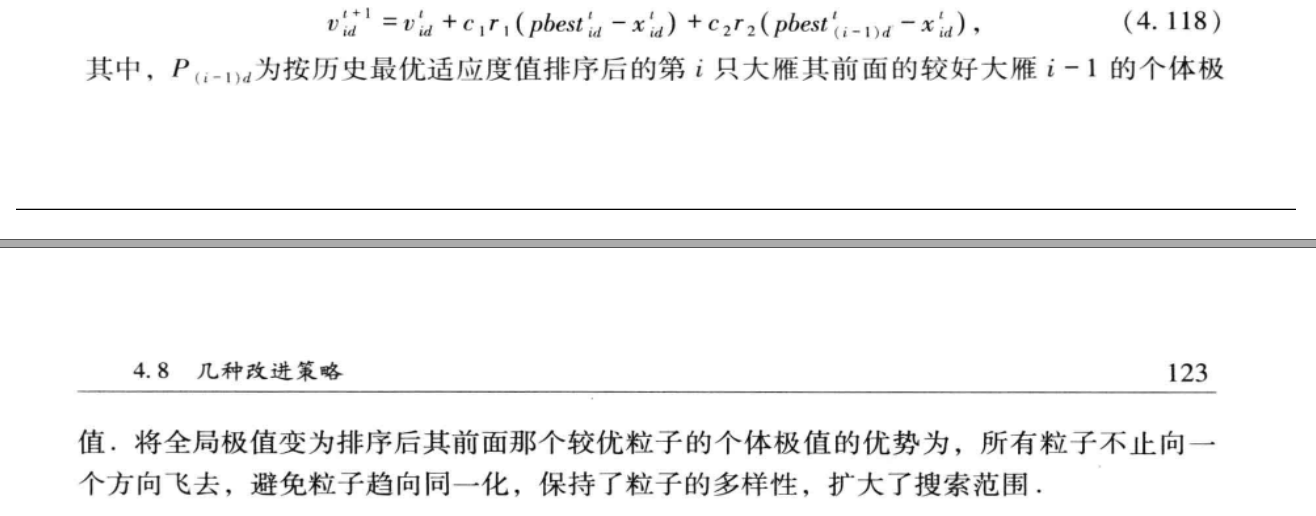 v_{id}^{t+1} = v_{id}^{t} + c_1 r_1 ( pbest_{id}^{t} − x_{id}^{t} ) + c_2 r_2 ( pbest_{(i−1)d}^{t} − x_{id}^{t} ) , (4. 118)
其中，P_{(i−1)d}为按历史最优适应度值排序后的第 i 只大雁其前面的较好大雁 i − 1 的个体极
4. 8 几种改进策略 123
值．将全局极值变为排序后其前面那个较优粒子的个体极值的优势为，所有粒子不止向一
个方向飞去，避免粒子趋向同一化，保持了粒子的多样性，扩大了搜索范围．